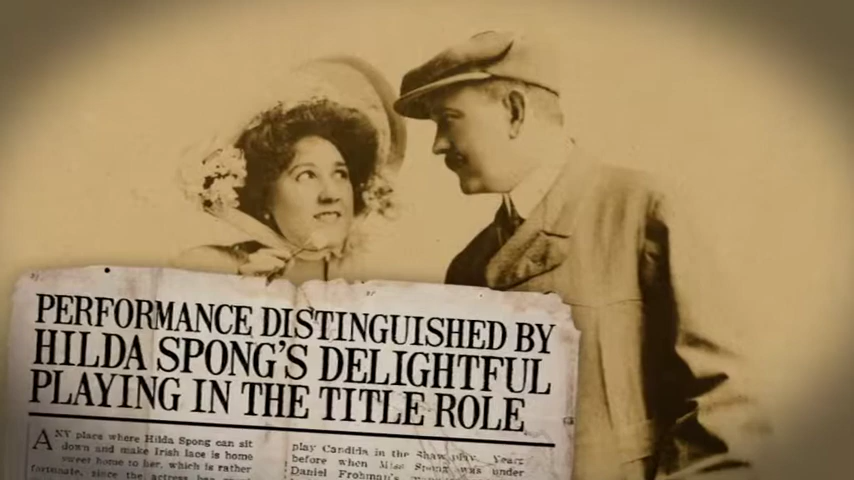 PERFORMANCE DISTINGUISHED BY
HILDA SPONG'S DELIGHTFUL
PLAYING IN THE TITLE ROLE
ANY place where Hilda Spong can sit
down and make Irish lace is home
sweet home to her, which is rather
fortunate, since the actress has
play Candida in the Shaw play. Years
before when Miss Spong was under
Daniel Frohman's